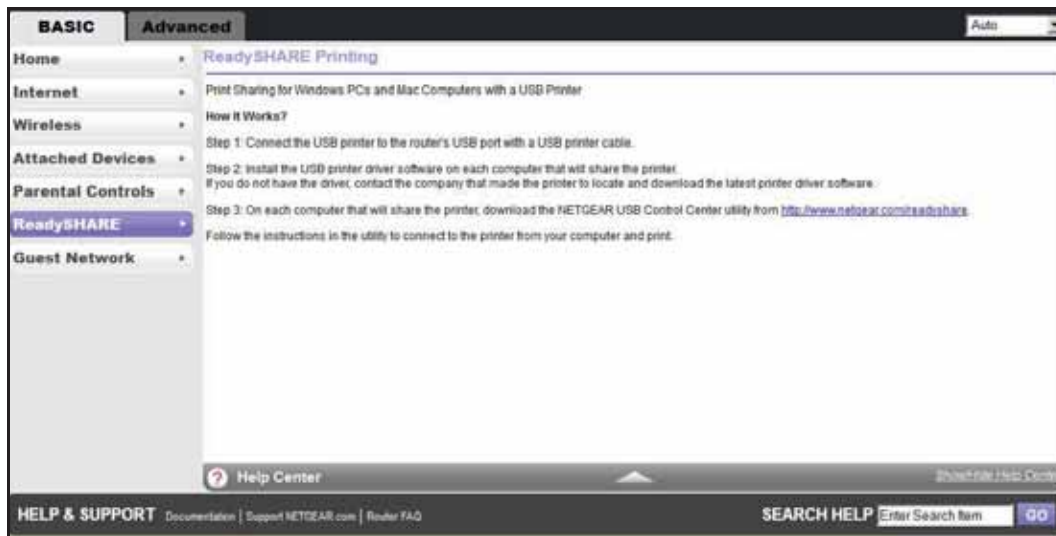 BASIC
Advanced
Auto
Home
ReadySHARE Printing
Internet
Print Sharing for Windows PCs and Mac Computers with a USB Printer
Wireless
How it Works?
Step 1: Connect the USB printer to the router's USB port with a USB printer cable.
Attached Devices
Step 2: Install the USB printer driver software on each computer that will share the printer.
If you do not have the driver, contact the company that made the printer to locate and download the latest printer driver software.
Parental Controls
Step 3: On each computer that will share the printer, download the NETGEAR USB Control Center utility from http://www.netgear.com/readyshare.
ReadySHARE
Follow the instructions in the utility to connect to the printer from your computer and print.
Guest Network
Help Center
Show/Hide Help Cente
HELP & SUPPORT Documentation | Support NETGEAR.com | Router FAQ
SEARCH HELP Enter Search Item GO